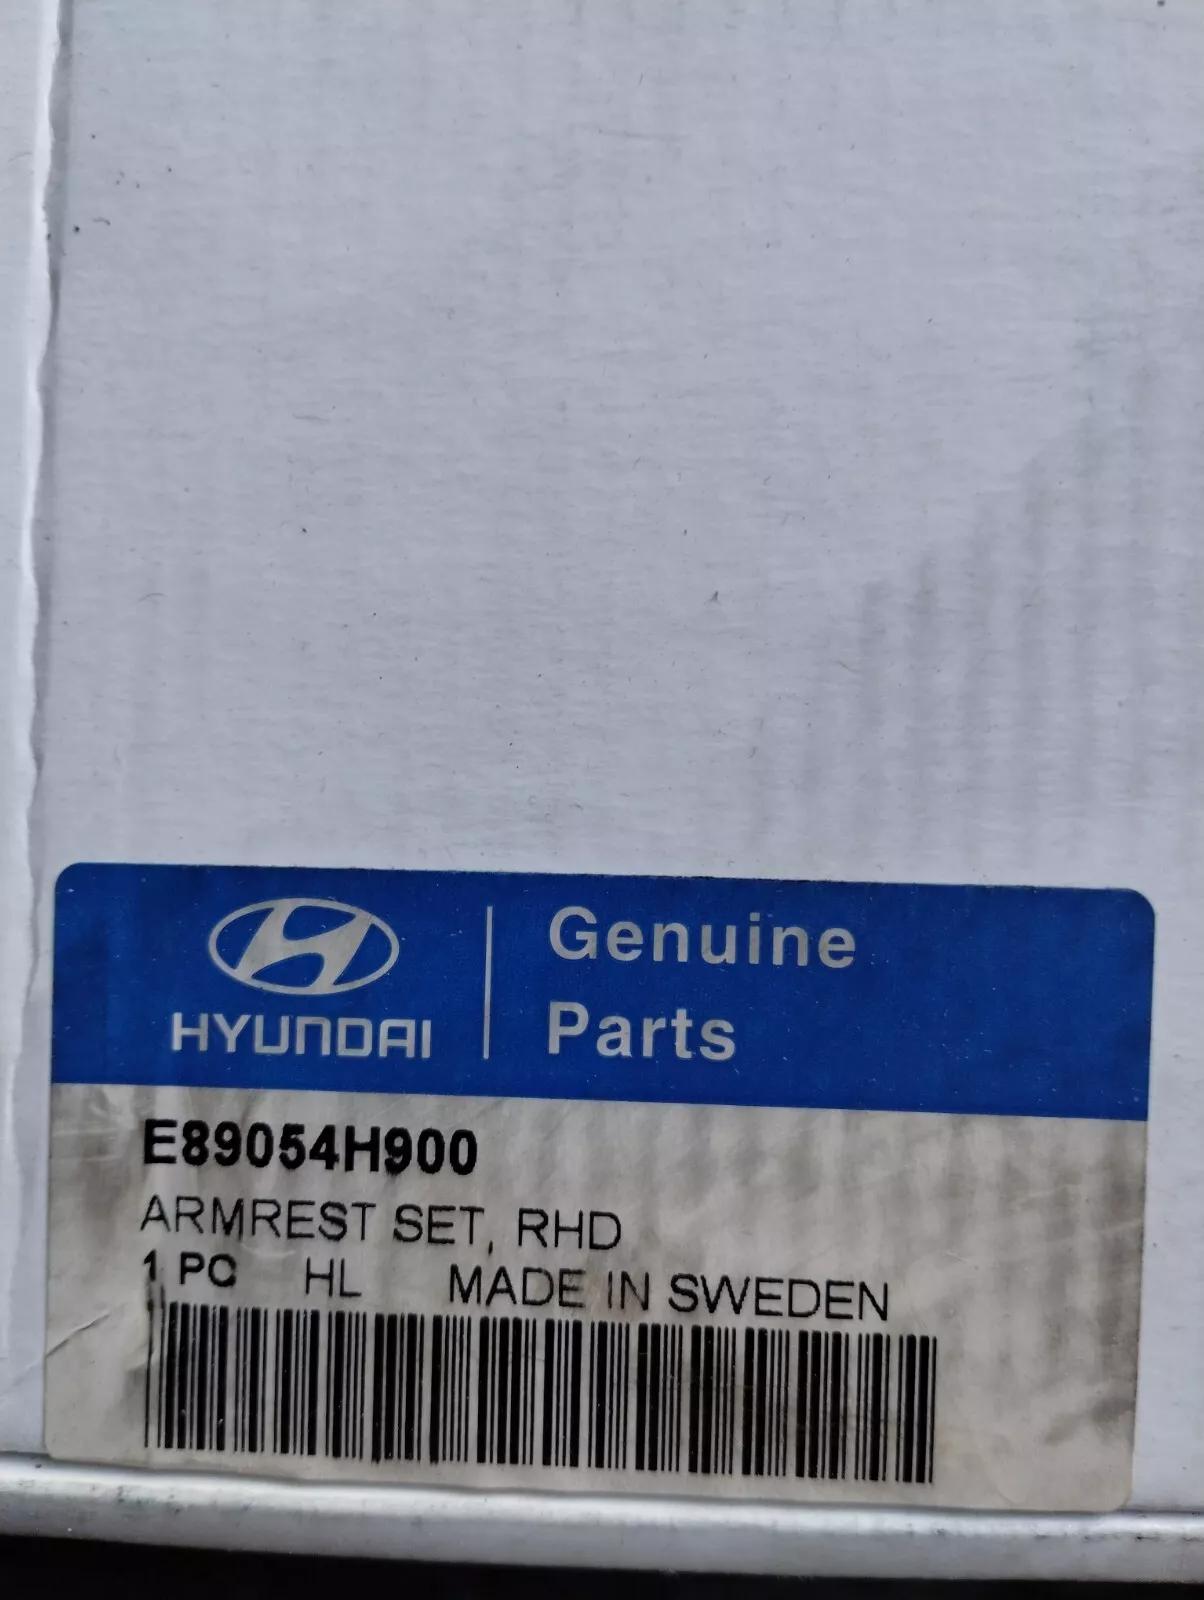 HYUNDAI
Genuine
Parts
E89054H900
ARMREST SET, RHD
1 PC HL MADE IN SWEDEN